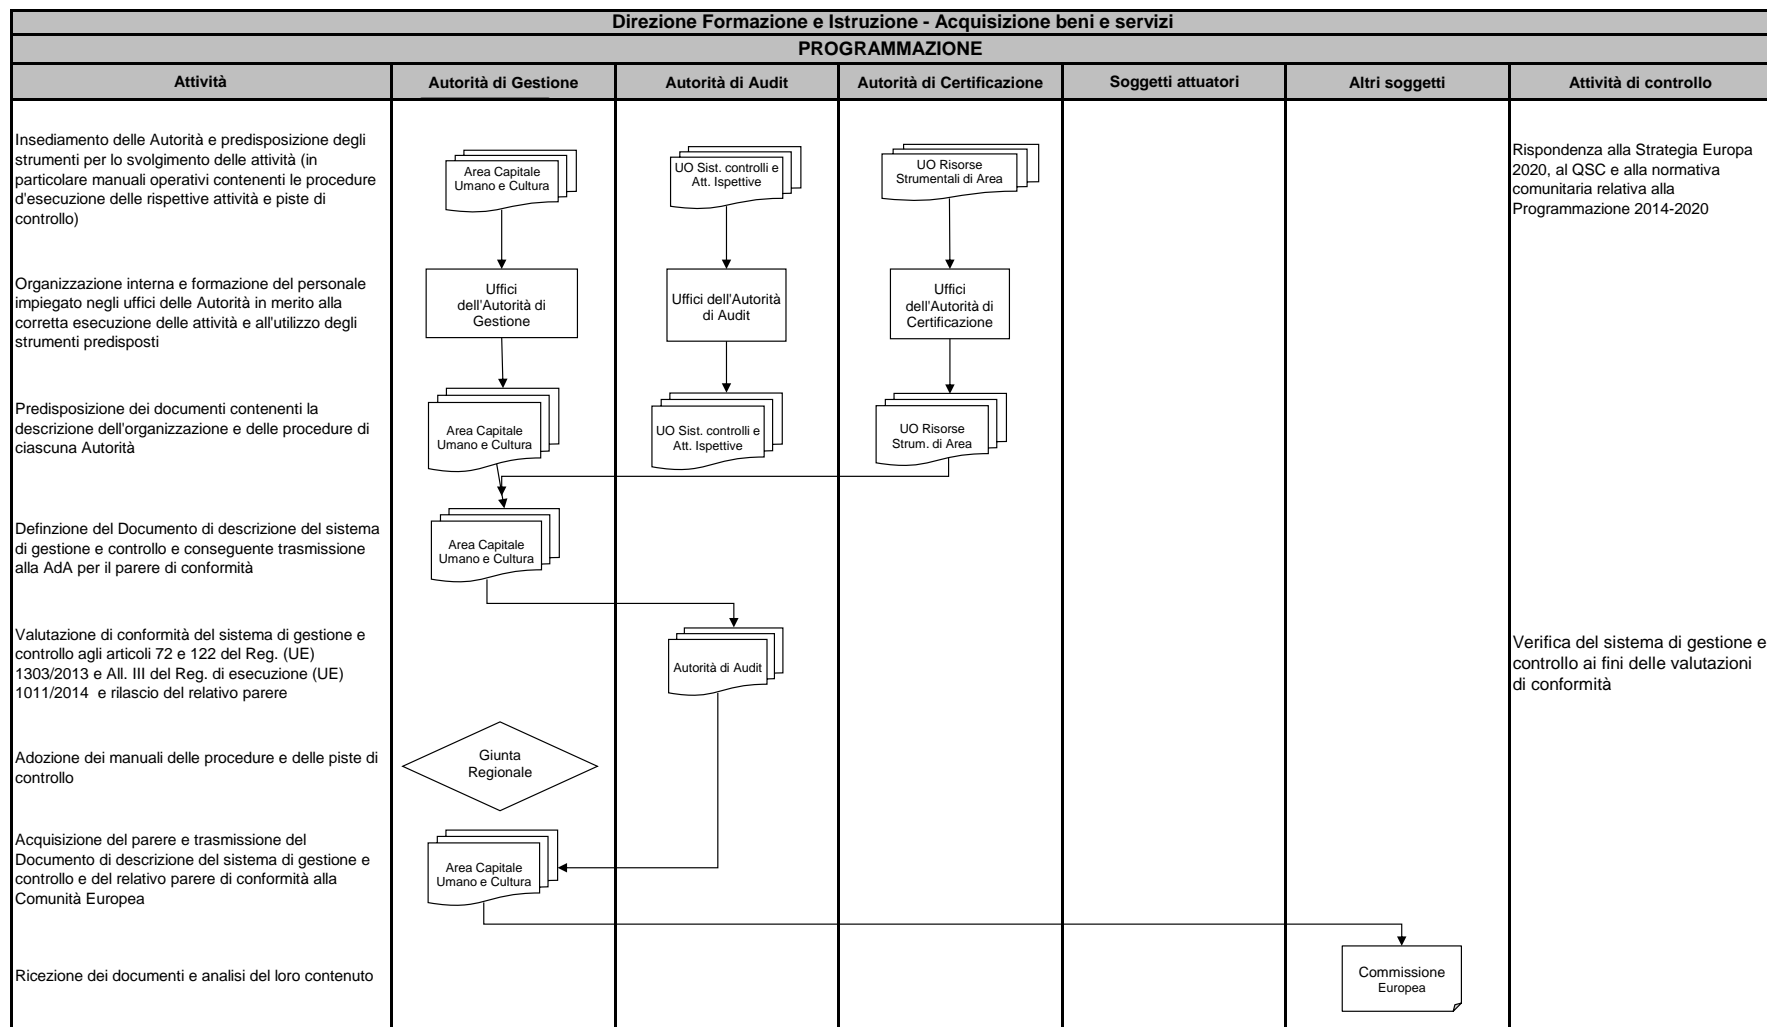 Direzione Formazione e Istruzione - Acquisizione beni e servizi
PROGRAMMAZIONE
Attività
Autorità di Gestione
Autorità di Audit
Autorità di Certificazione
Soggetti attuatori
Altri soggetti
Attività di controllo
Insediamento delle Autorità e predisposizione degli
strumenti per lo svolgimento delle attività (in
particolare manuali operativi contenenti le procedure
d'esecuzione delle rispettive attività e piste di
controllo)
Area Capitale
Umano e Cultura
UO Sist. controlli e
Att. Ispettive
UO Risorse
Strumentali di Area
Rispondenza alla Strategia Europa
2020, al QSC e alla normativa
comunitaria relativa alla
Programmazione 2014-2020
Organizzazione interna e formazione del personale
impiegato negli uffici delle Autorità in merito alla
corretta esecuzione delle attività e all'utilizzo degli
strumenti predisposti
Uffici
dell'Autorità di
Gestione
Uffici dell'Autorità
di Audit
Uffici
dell'Autorità di
Certificazione
Predisposizione dei documenti contenenti la
descrizione dell'organizzazione e delle procedure di
ciascuna Autorità
Area Capitale
Umano e Cultura
UO Sist. controlli e
Att. Ispettive
UO Risorse
Strum. di Area
Definzione del Documento di descrizione del sistema
di gestione e controllo e conseguente trasmissione
alla AdA per il parere di conformità
Area Capitale
Umano e Cultura
Valutazione di conformità del sistema di gestione e
controllo agli articoli 72 e 122 del Reg. (UE)
1303/2013 e All. III del Reg. di esecuzione (UE)
1011/2014  e rilascio del relativo parere
Autorità di Audit
Verifica del sistema di gestione e
controllo ai fini delle valutazioni
di conformità
Adozione dei manuali delle procedure e delle piste di
controllo
Giunta
Regionale
Acquisizione del parere e trasmissione del
Documento di descrizione del sistema di gestione e
controllo e del relativo parere di conformità alla
Comunità Europea
Area Capitale
Umano e Cultura
Ricezione dei documenti e analisi del loro contenuto
Commissione
Europea